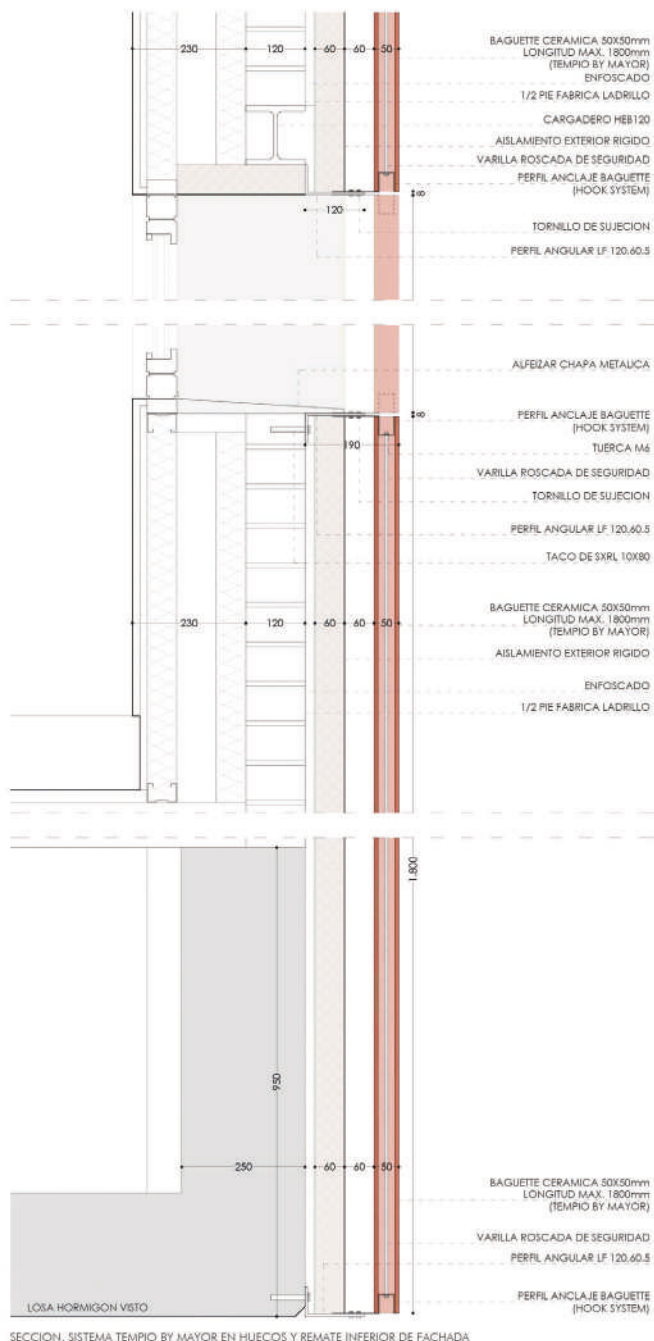 230
120
60
60
50
BAGUETTE CERAMICA 50X50mm
LONGITUD MAX. 1800mm
(TEMPIO BY MAYOR)
ENFOSCADO
1/2 PIE FABRICA LADRILLO
CARGADERO HEB120
AISLAMIENTO EXTERIOR RIGIDO
VARILLA ROSCADA DE SEGURIDAD
PERFIL ANCLAJE BAGUETTE
(HOOK SYSTEM)
8
120
TORNILLO DE SUJECION
PERFIL ANGULAR LF 120.60.5
ALFEIZAR CHAPA METALICA
8
PERFIL ANCLAJE BAGUETTE
(HOOK SYSTEM)
190
TUERCA M6
VARILLA ROSCADA DE SEGURIDAD
TORNILLO DE SUJECION
PERFIL ANGULAR LF 120.60.5
TACO DE SXRL 10X80
230
120
60
60
50
BAGUETTE CERAMICA 50X50mm
LONGITUD MAX. 1800mm
(TEMPIO BY MAYOR)
AISLAMIENTO EXTERIOR RIGIDO
ENFOSCADO
1/2 PIE FABRICA LADRILLO
1.800
950
250
60
60
50
BAGUETTE CERAMICA 50X50mm
LONGITUD MAX. 1800mm
(TEMPIO BY MAYOR)
VARILLA ROSCADA DE SEGURIDAD
PERFIL ANGULAR LF 120.60.5
PERFIL ANCLAJE BAGUETTE
(HOOK SYSTEM)
LOSA HORMIGON VISTO
SECCION. SISTEMA TEMPIO BY MAYOR EN HUECOS Y REMATE INFERIOR DE FACHADA